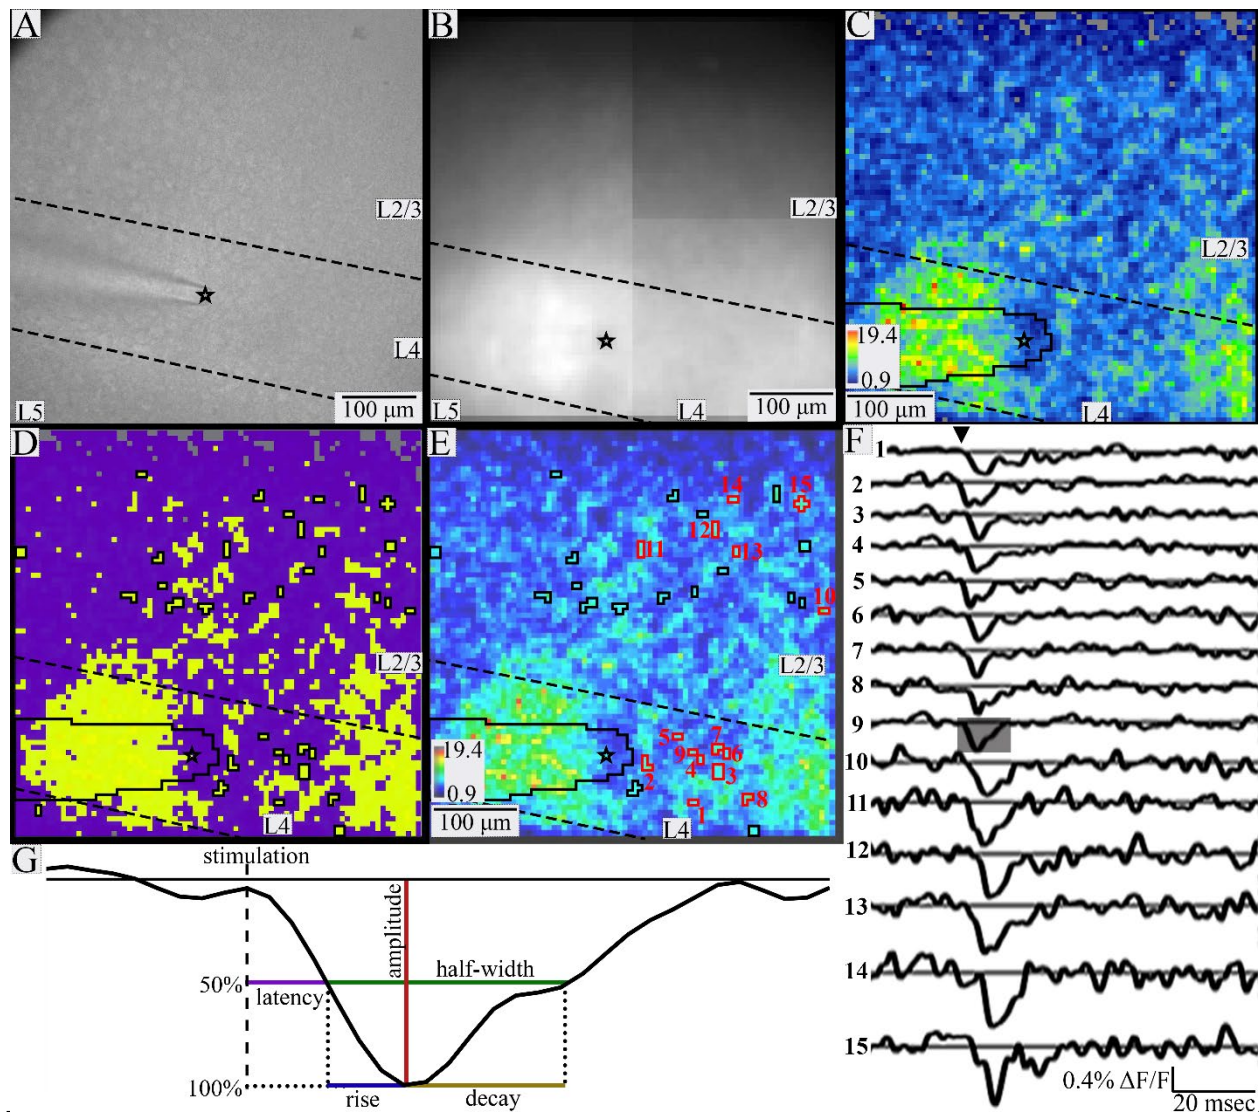 A
L2/3
L4
L5
100 μm
B
L2/3
L5
L4
100 μm
C
L2/3
19.4
0.9
100 μm
L4
D
L2/3
L4
E
14
15
12
11
13
10
L2/3
5
7
9
6
2
4
3
1
8
19.4
0.9
100 μm
L4
F
1
2
3
4
5
6
7
8
9
10
11
12
13
14
15
0.4% ΔF/F
20 msec
G
stimulation
amplitude
50%
half-width
latency
100%
rise
decay